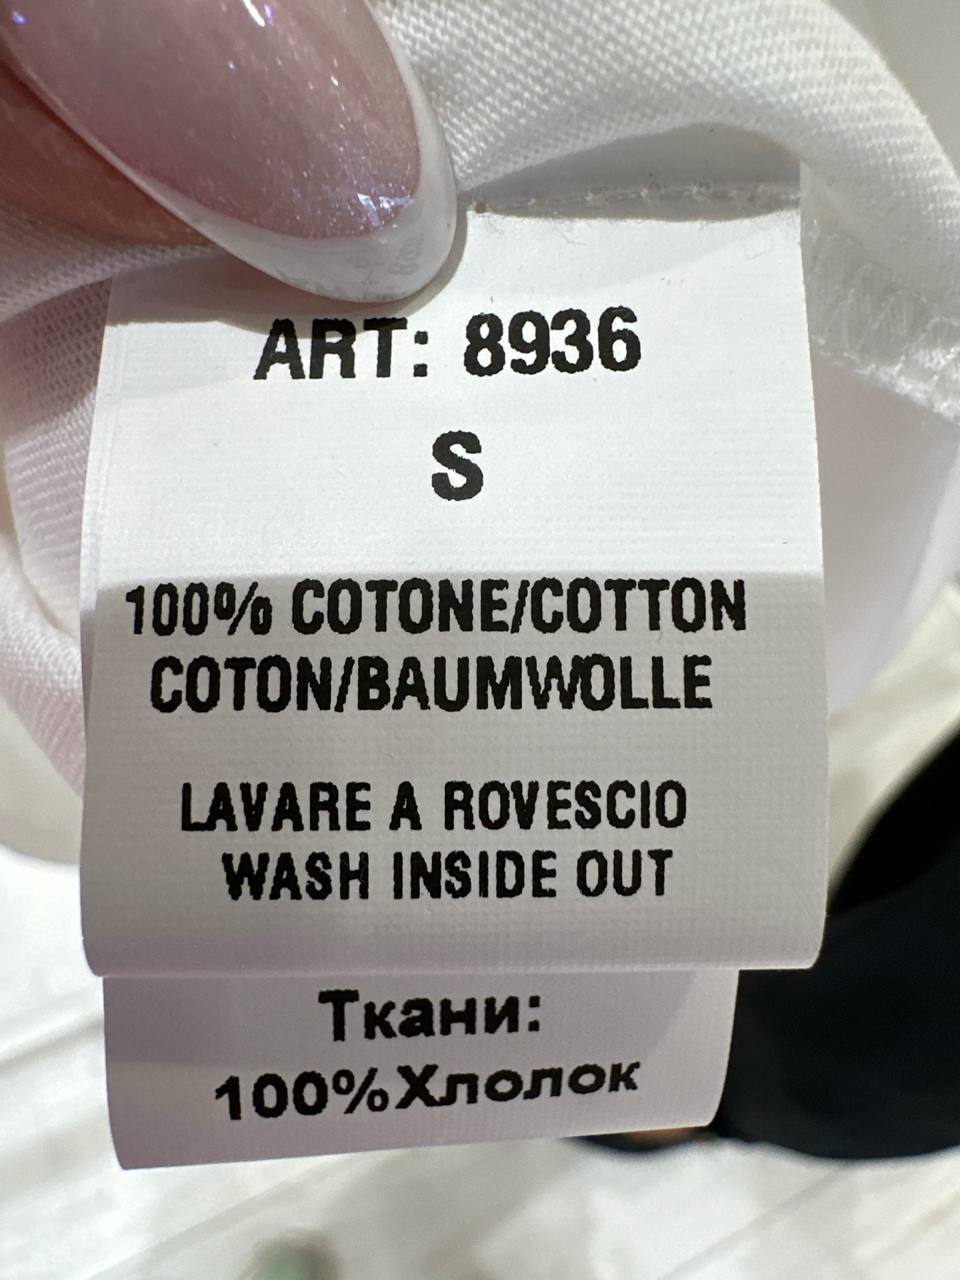 ART: 8936
S
100% COTONE/COTTON
COTON/BAUMWOLLE
LAVARE A ROVESCIO
WASH INSIDE OUT
Ткани:
100%Хлолок